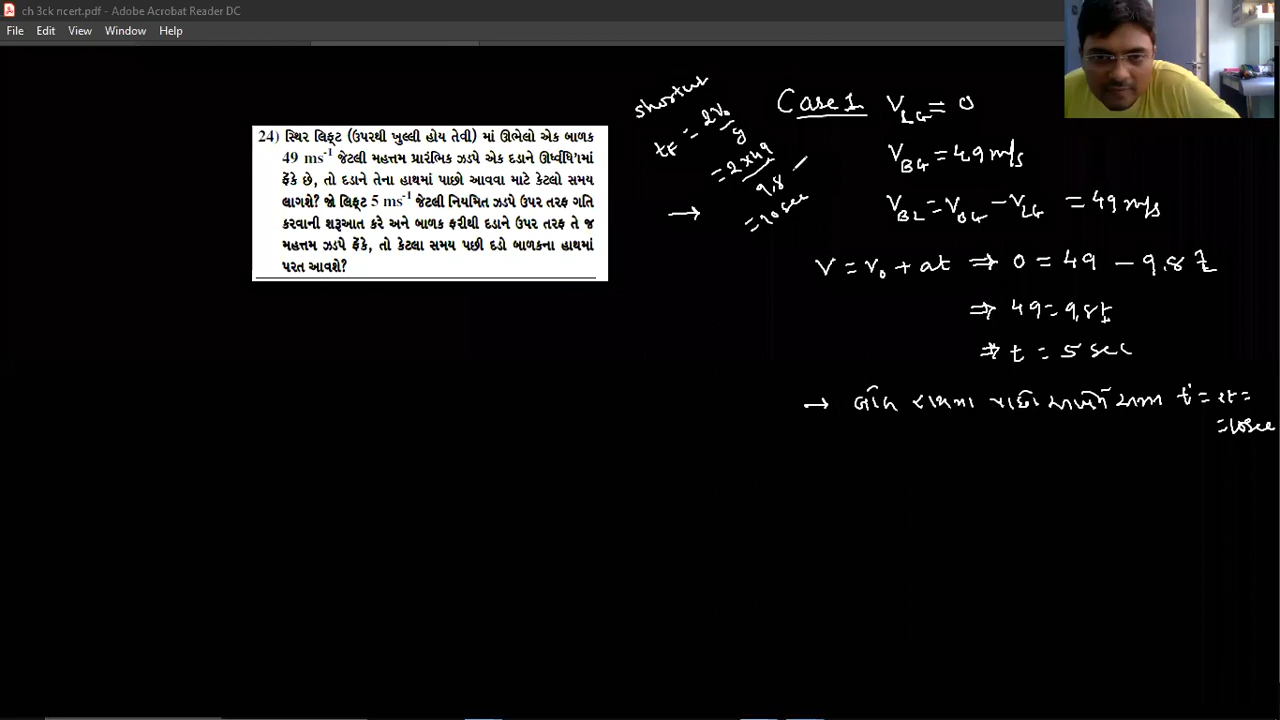 ch 3ck ncert.pdf - Adobe Acrobat Reader DC
File Edit View Window Help
24) સ્થિર લિફ્ટ (ઉપરથી ખુલ્લી હોય તેવી) માં ઊભેલો એક બાળક
49 ms⁻¹ જેટલી મહત્તમ પ્રારંભિક ઝડપે એક દડાને ઊર્ધ્વદિશામાં
ફેંકે છે, તો દડાને તેના હાથમાં પાછો આવવા માટે કેટલો સમય
લાગશે? જો લિફ્ટ 5 ms⁻¹ જેટલી નિયમિત ઝડપે ઉપર તરફ ગતિ
કરવાની શરૂઆત કરે અને બાળક ફરીથી દડાને ઉપર તરફ તે જ
મહત્તમ ઝડપે ફેંકે, તો કેટલા સમય પછી દડો બાળકના હાથમાં
પરત આવશે?
shortcut
tF = 2v₀/g
= 2×49/9.8
= 10 sec
→
Case 1 V_LG = 0
V_BG = 49 m/s
V_BL = V_BG - V_LG = 49 m/s
V = V₀ + at ⇒ 0 = 49 - 9.8 t
⇒ 49 = 9.8t
⇒ t = 5 sec
→ t' = 2t =
= 10sec